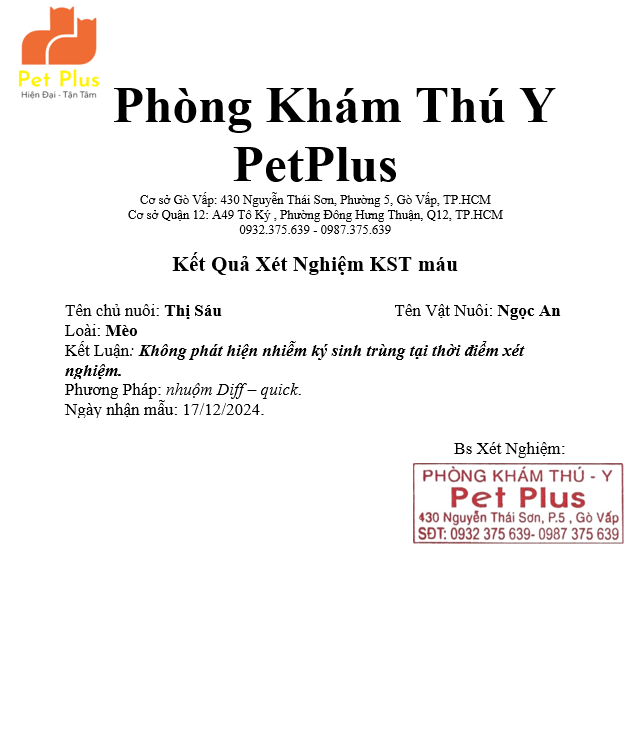 Pet Plus
Hiện Đại - Tận Tâm
Phòng Khám Thú Y
PetPlus
Cơ sở Gò Vấp: 430 Nguyễn Thái Sơn, Phường 5, Gò Vấp, TP.HCM
Cơ sở Quận 12: A49 Tô Ký , Phường Đông Hưng Thuận, Q12, TP.HCM
0932.375.639 - 0987.375.639
Kết Quả Xét Nghiệm KST máu
Tên chủ nuôi: Thị Sáu Tên Vật Nuôi: Ngọc An
Loài: Mèo
Kết Luận: Không phát hiện nhiễm ký sinh trùng tại thời điểm xét
nghiệm.
Phương Pháp: nhuộm Diff – quick.
Ngày nhận mẫu: 17/12/2024.
Bs Xét Nghiệm:
PHÒNG KHÁM THÚ - Y
Pet Plus
430 Nguyễn Thái Sơn, P.5 , Gò Vấp
SĐT: 0932 375 639- 0987 375 639